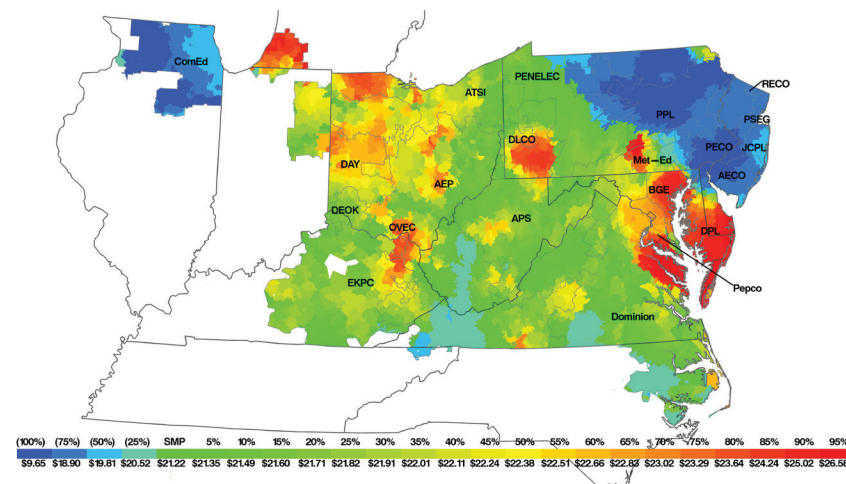 ComEd
PENELEC
RECO
ATSI
PPL
PSEG
DLCO
PECO
JCPL
Met—Ed
DAY
AECO
AEP
BGE
DEOK
APS
OVEC
DPL
EKPC
Pepco
Dominion
(100%) (75%) (50%) (25%) SMP 5% 10% 15% 20% 25% 30% 35% 40% 45% 50% 55% 60% 65% 70% 75% 80% 85% 90% 95%
$9.65 $18.90 $19.81 $20.52 $21.22 $21.35 $21.49 $21.60 $21.71 $21.82 $21.91 $22.01 $22.11 $22.24 $22.38 $22.51 $22.66 $22.83 $23.02 $23.29 $23.64 $24.24 $25.02 $26.58